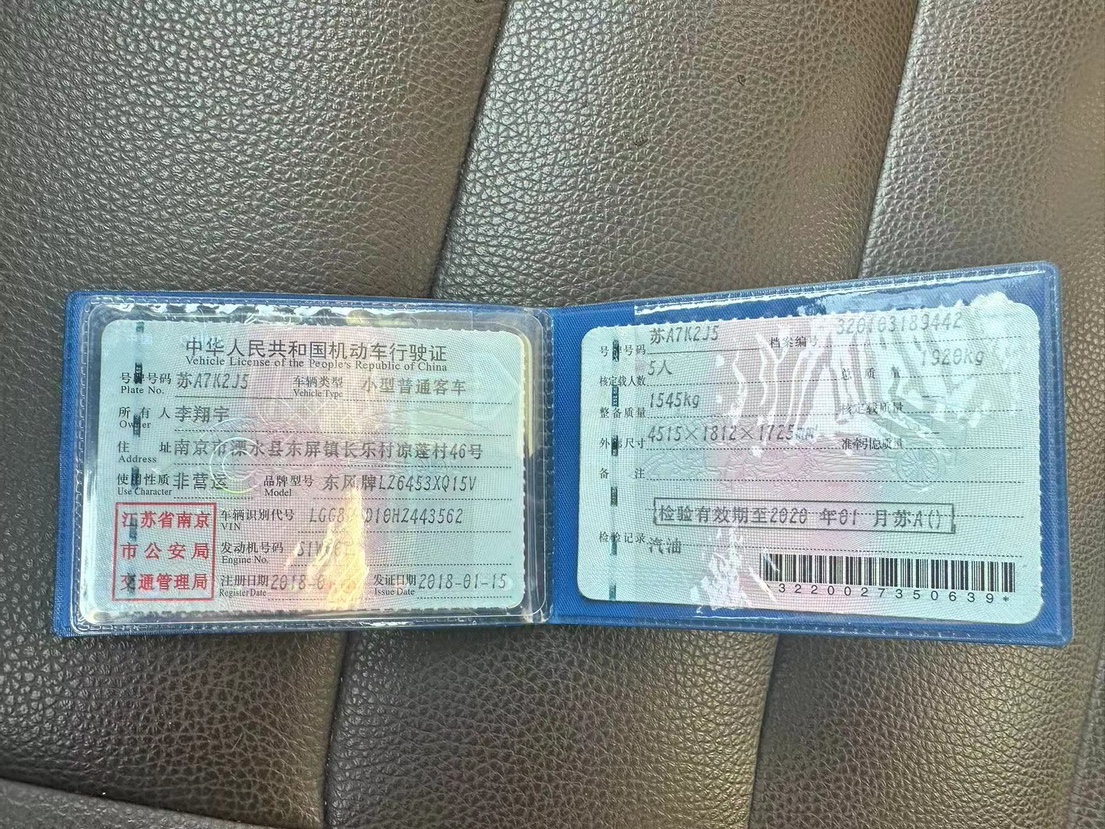 中华人民共和国机动车行驶证
Vehicle License of the People's Republic of China
号牌号码 苏A7K2J5 车辆类型 小型普通客车
Plate No. Vehicle Type
所有人 李翔宇
Owner
住址 南京市溧水县东屏镇长乐村凉蓬村46号
Address
使用性质 非营运 品牌型号 东风牌LZ6453XQ15V
Use Character Model
江苏省南京
市公安局
交通管理局
车辆识别代号
VIN
发动机号码
Engine No.
注册日期 发证日期 2018-01-15
Register Date Issue Date
号牌号码 苏A7K2J5 档案编号 320103183442
核定载人数 5人 总质量 1920kg
整备质量 1545kg 核定载质量
外廓尺寸 4515×1812×1725mm 准牵引总质量
备注
检验有效期至2020年01月苏A()
检验记录 汽油
3220027350639